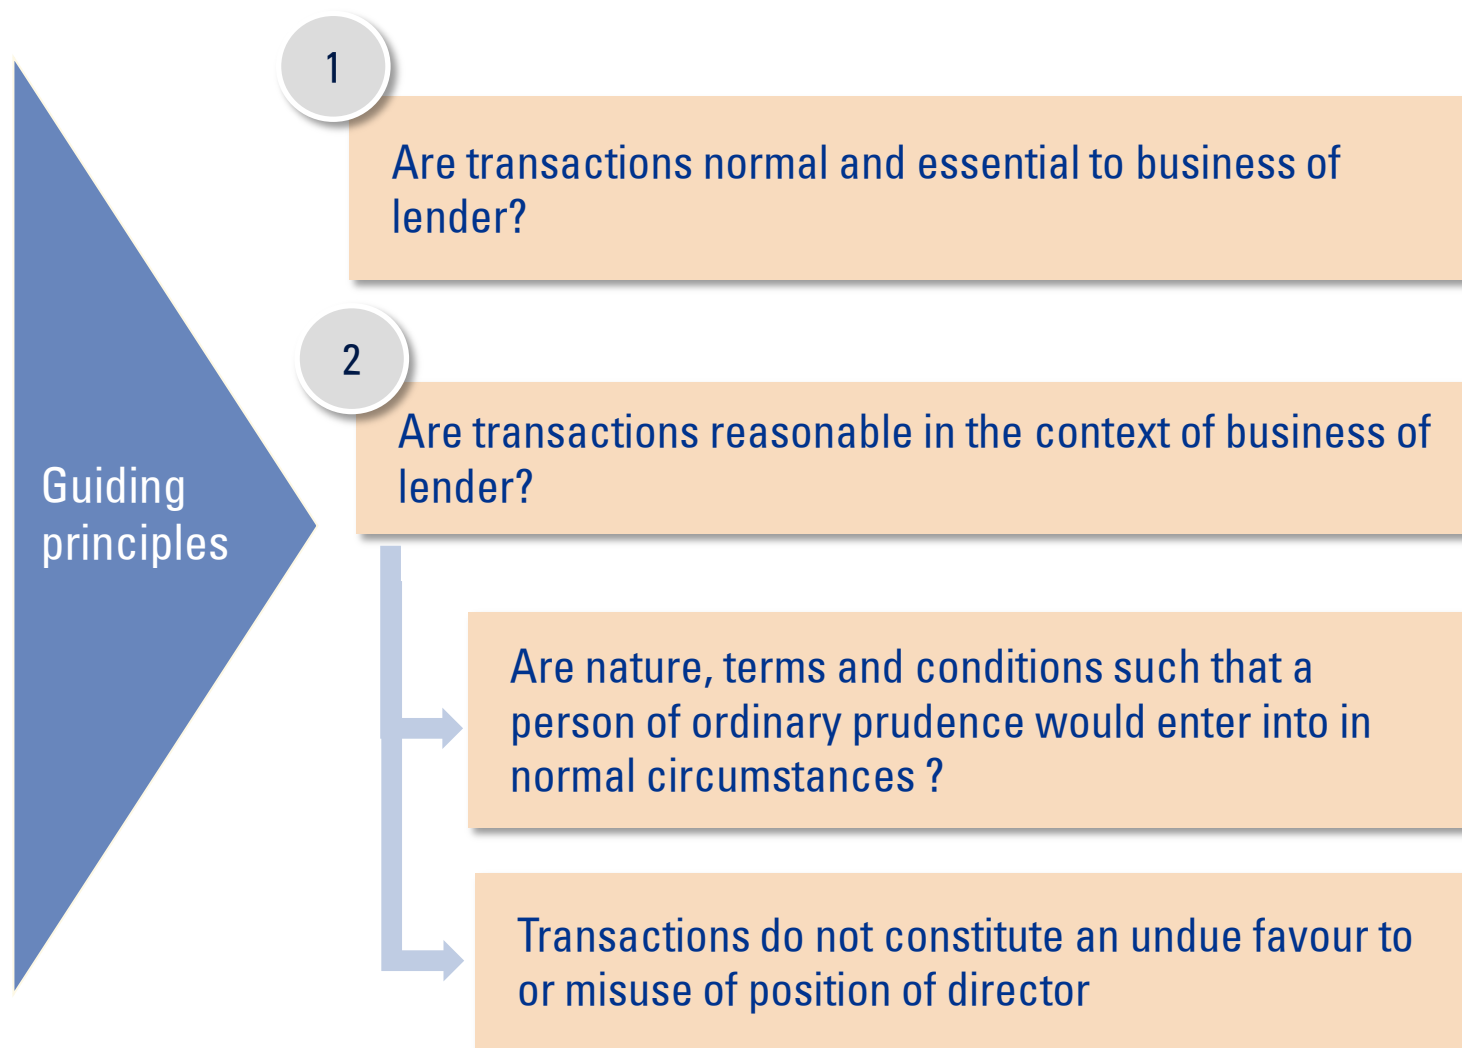 1
Are transactions normal and essential to business of
lender?
2
Are transactions reasonable in the context of business of
lender?
Guiding
principles
Are nature, terms and conditions such that a
person of ordinary prudence would enter into in
normal circumstances ?
Transactions do not constitute an undue favour to
or misuse of position of director